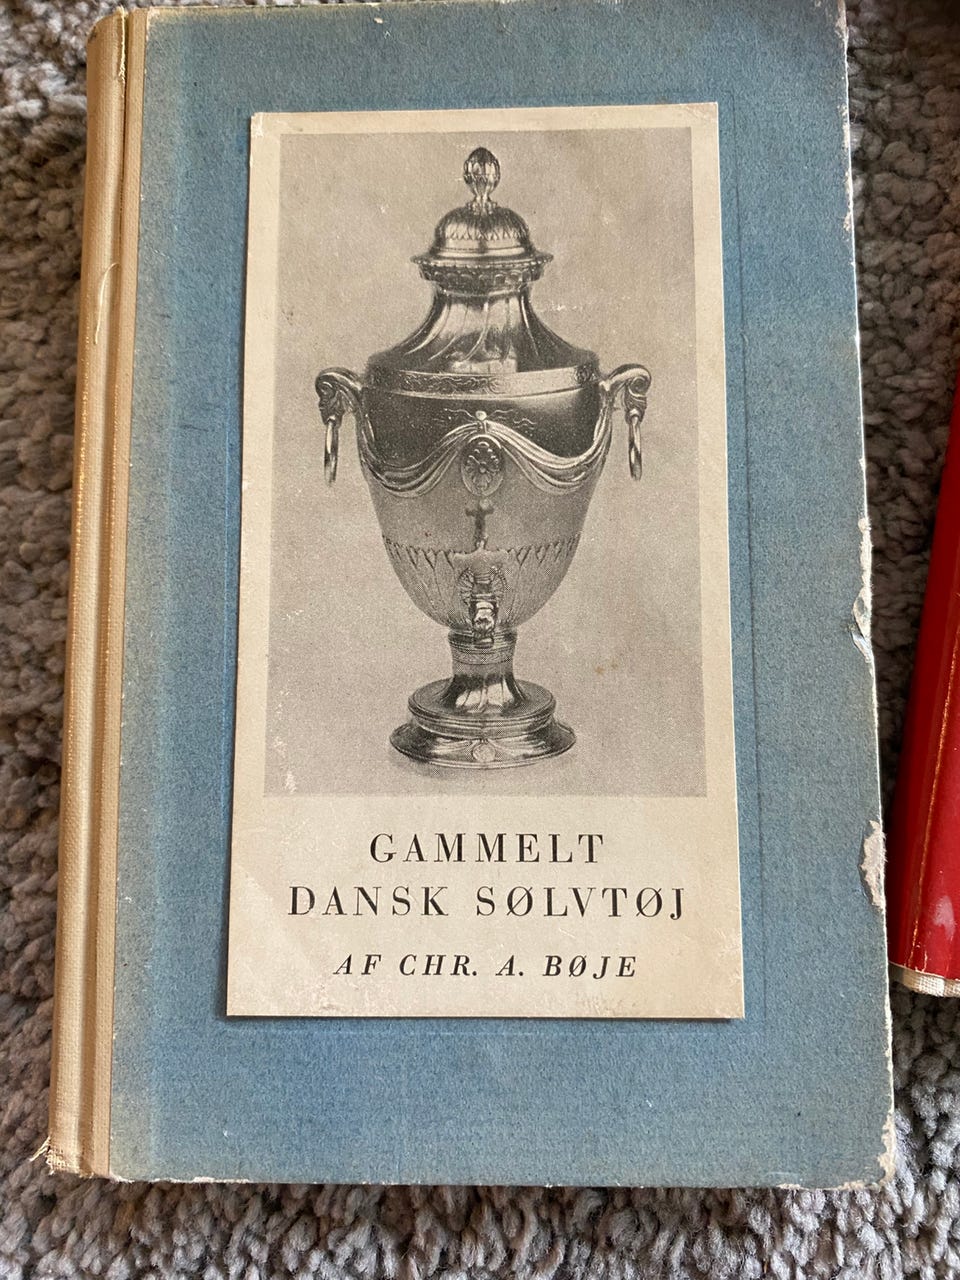 GAMMELT
DANSK SØLVTØJ
AF CHR. A. BØJE